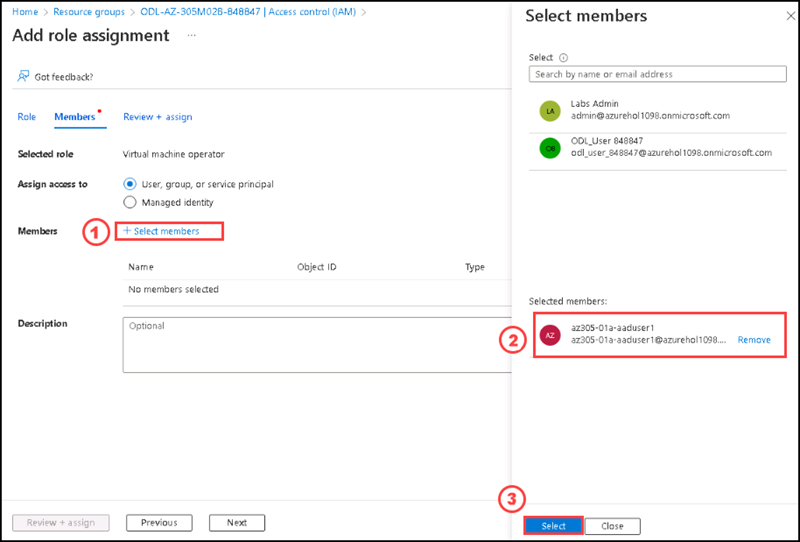 Home > Resource groups > ODL-AZ-305M02B-848847 | Access control (IAM) >
Add role assignment ...
Got feedback?
Role Members Review + assign
Selected role Virtual machine operator
Assign access to User, group, or service principal
Managed identity
1
Members + Select members
Name Object ID Type
No members selected
Description Optional
Review + assign Previous Next
Select members
Select
Search by name or email address
LA
Labs Admin
admin@azurehol1098.onmicrosoft.com
O8
ODL_User 848847
odl_user_848847@azurehol1098.onmicrosoft.com
Selected members:
2
AZ
az305-01a-aaduser1
az305-01a-aaduser1@azurehol1098.... Remove
3
Select Close